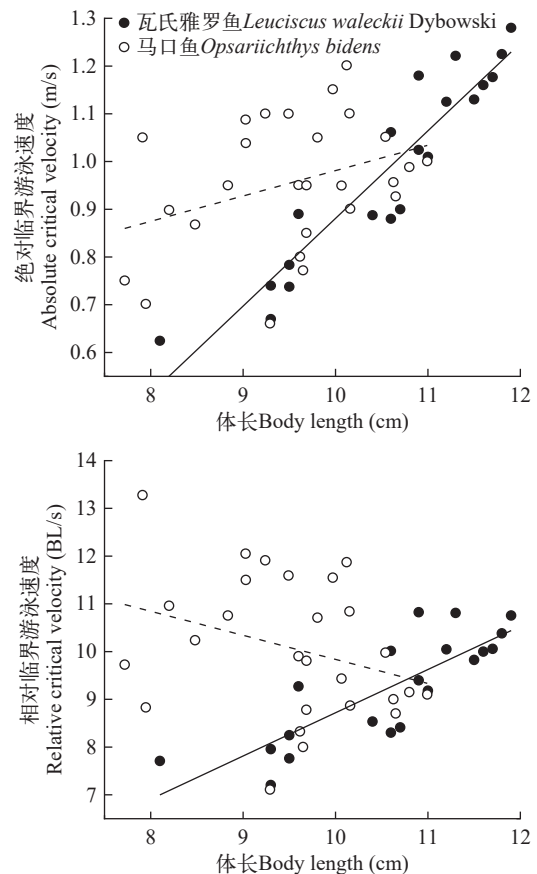 1.3
● 瓦氏雅罗鱼Leuciscus waleckii Dybowski
○ 马口鱼Opsariichthys bidens
1.2
1.1
1.0
0.9
0.8
0.7
0.6
绝对临界游泳速度
Absolute critical velocity (m/s)
8 9 10 11 12
体长Body length (cm)
14
13
12
11
10
9
8
7
相对临界游泳速度
Relative critical velocity (BL/s)
8 9 10 11 12
体长Body length (cm)